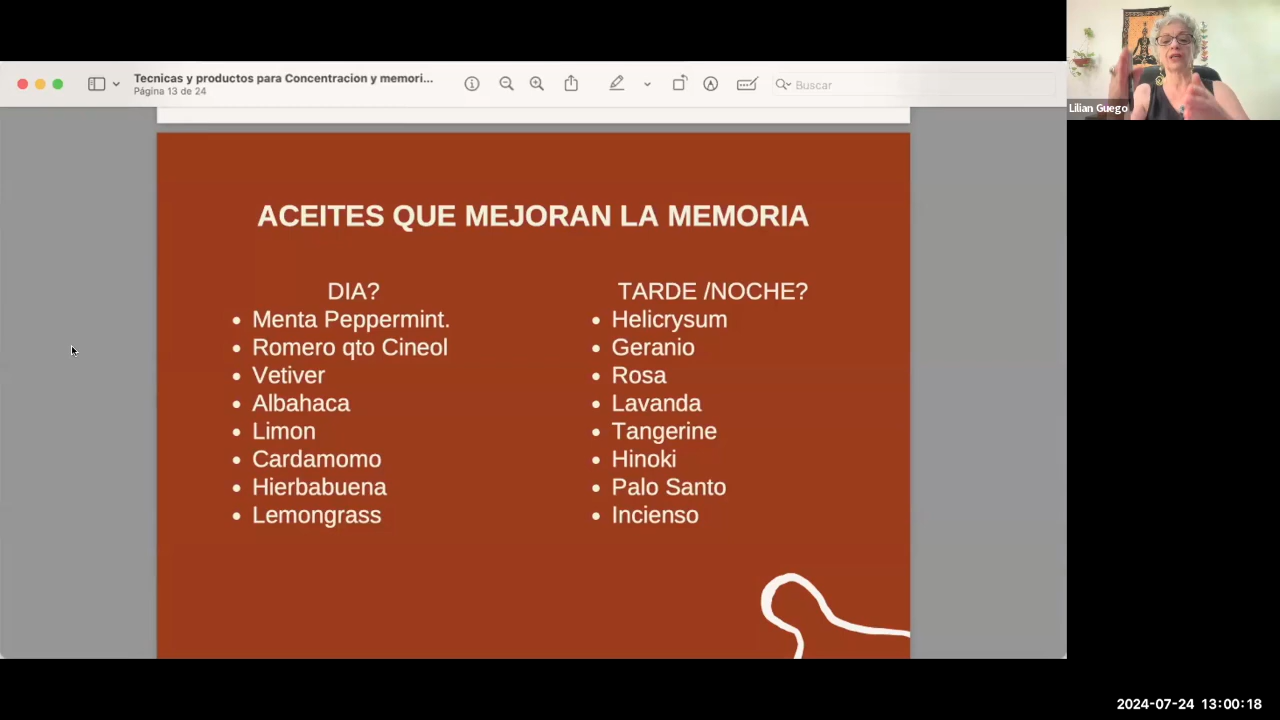 Tecnicas y productos para Concentracion y memori...
Página 13 de 24
Buscar
Lilian Guego
ACEITES QUE MEJORAN LA MEMORIA
DIA?
Menta Peppermint.
Romero qto Cineol
Vetiver
Albahaca
Limon
Cardamomo
Hierbabuena
Lemongrass
TARDE /NOCHE?
Helicrysum
Geranio
Rosa
Lavanda
Tangerine
Hinoki
Palo Santo
Incienso
2024-07-24 13:00:18